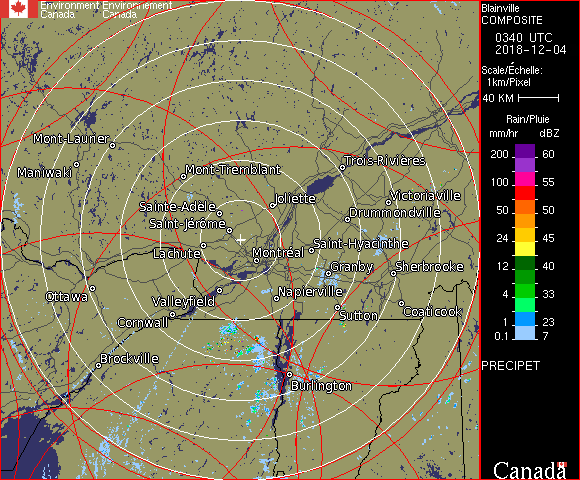 Environment Environnement
Canada Canada
Blainville
COMPOSITE
0340 UTC
2018-12-04
Scale/Échelle:
1km/Pixel
40 KM
Rain/Pluie
mm/hr dBZ
200 60
100 55
50 50
24 45
12 40
4 33
1 23
0.1 7
PRECIPET
Canada
Mont-Laurier
Maniwaki
Mont-Tremblant
Trois-Rivières
Joliette
Victoriaville
Sainte-Adele
Drummondville
Saint-Jérôme
Saint-Hyacinthe
Lachute
Montréal
Granby
Sherbrooke
Ottawa
Valleyfield
Napierville
Cornwall
Sutton
Coaticook
Brockville
Burlington